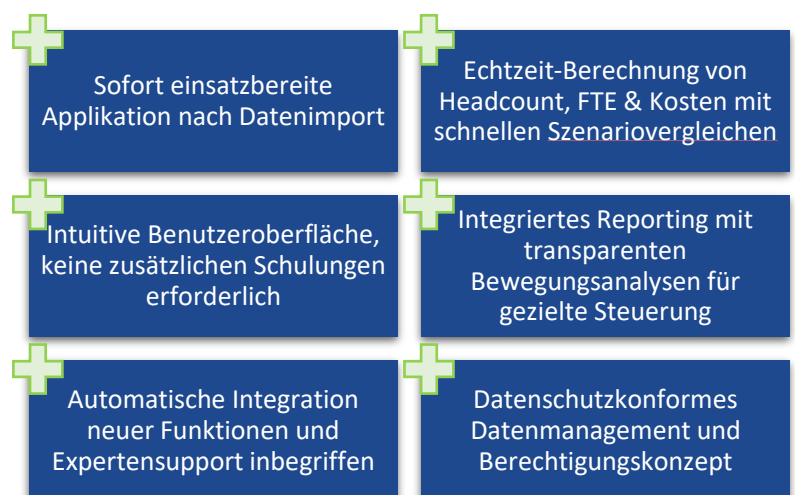 Sofort einsatzbereite
Applikation nach Datenimport
Echtzeit-Berechnung von
Headcount, FTE & Kosten mit
schnellen Szenariovergleichen
Intuitive Benutzeroberfläche,
keine zusätzlichen Schulungen
erforderlich
Integriertes Reporting mit
transparenten
Bewegungsanalysen für
gezielte Steuerung
Automatische Integration
neuer Funktionen und
Expertensupport inbegriffen
Datenschutzkonformes
Datenmanagement und
Berechtigungskonzept